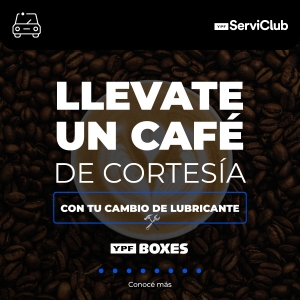 YPF ServiClub
LLEVATE
UN CAFÉ
DE CORTESÍA
CON TU CAMBIO DE LUBRICANTE
YPF BOXES
Conocé más